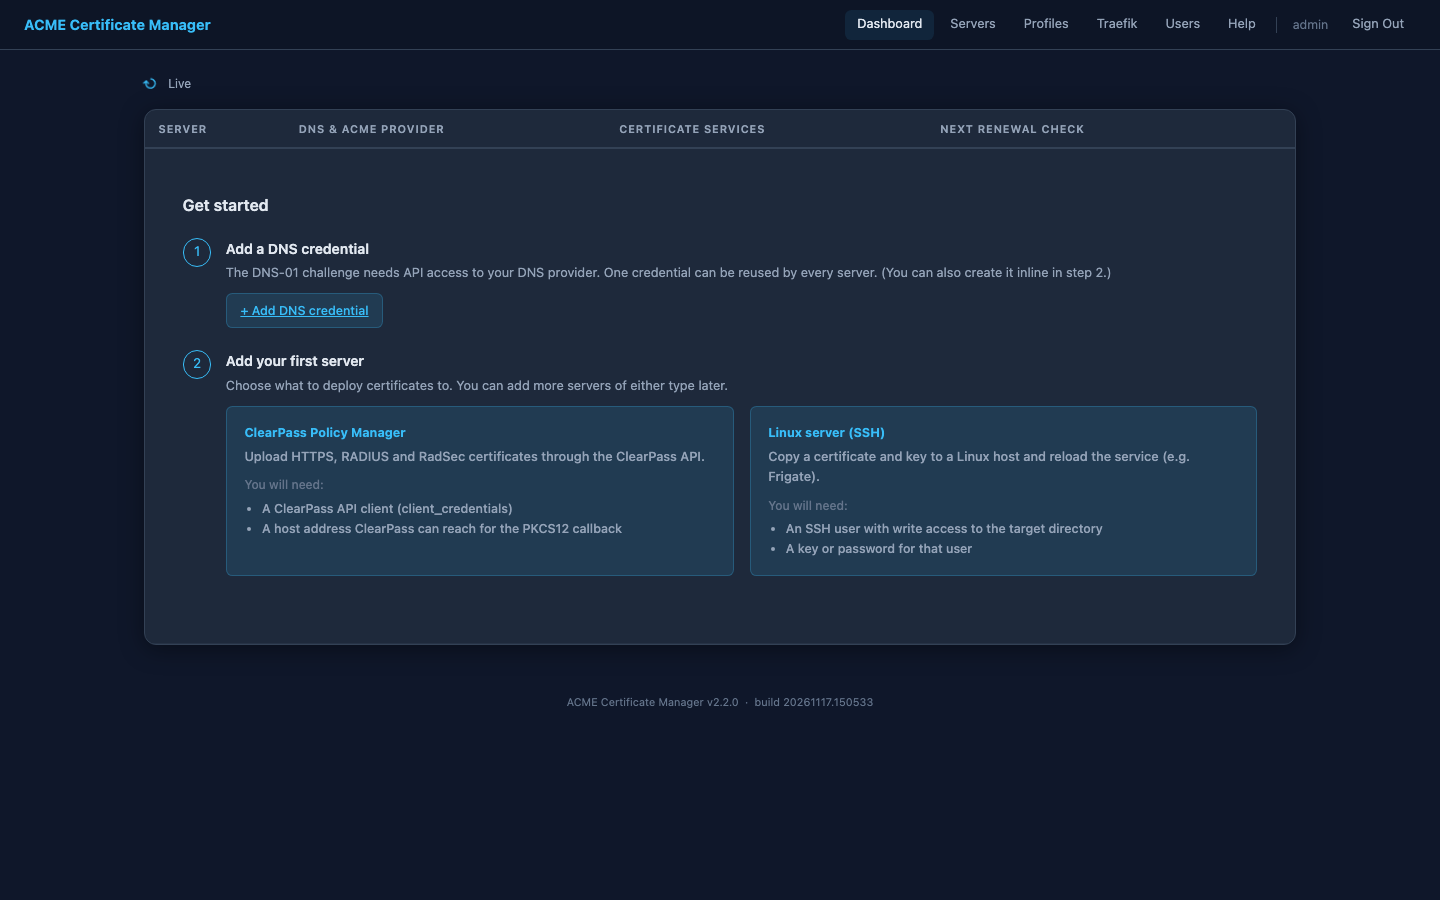 ACME Certificate Manager
Dashboard Servers Profiles Traefik Users Help admin Sign Out
Live
SERVER DNS & ACME PROVIDER CERTIFICATE SERVICES NEXT RENEWAL CHECK
Get started
1 Add a DNS credential
The DNS-01 challenge needs API access to your DNS provider. One credential can be reused by every server. (You can also create it inline in step 2.)
+ Add DNS credential
2 Add your first server
Choose what to deploy certificates to. You can add more servers of either type later.
ClearPass Policy Manager
Upload HTTPS, RADIUS and RadSec certificates through the ClearPass API.
You will need:
• A ClearPass API client (client_credentials)
• A host address ClearPass can reach for the PKCS12 callback
Linux server (SSH)
Copy a certificate and key to a Linux host and reload the service (e.g.
Frigate).
You will need:
• An SSH user with write access to the target directory
• A key or password for that user
ACME Certificate Manager v2.2.0 · build 20261117.150533